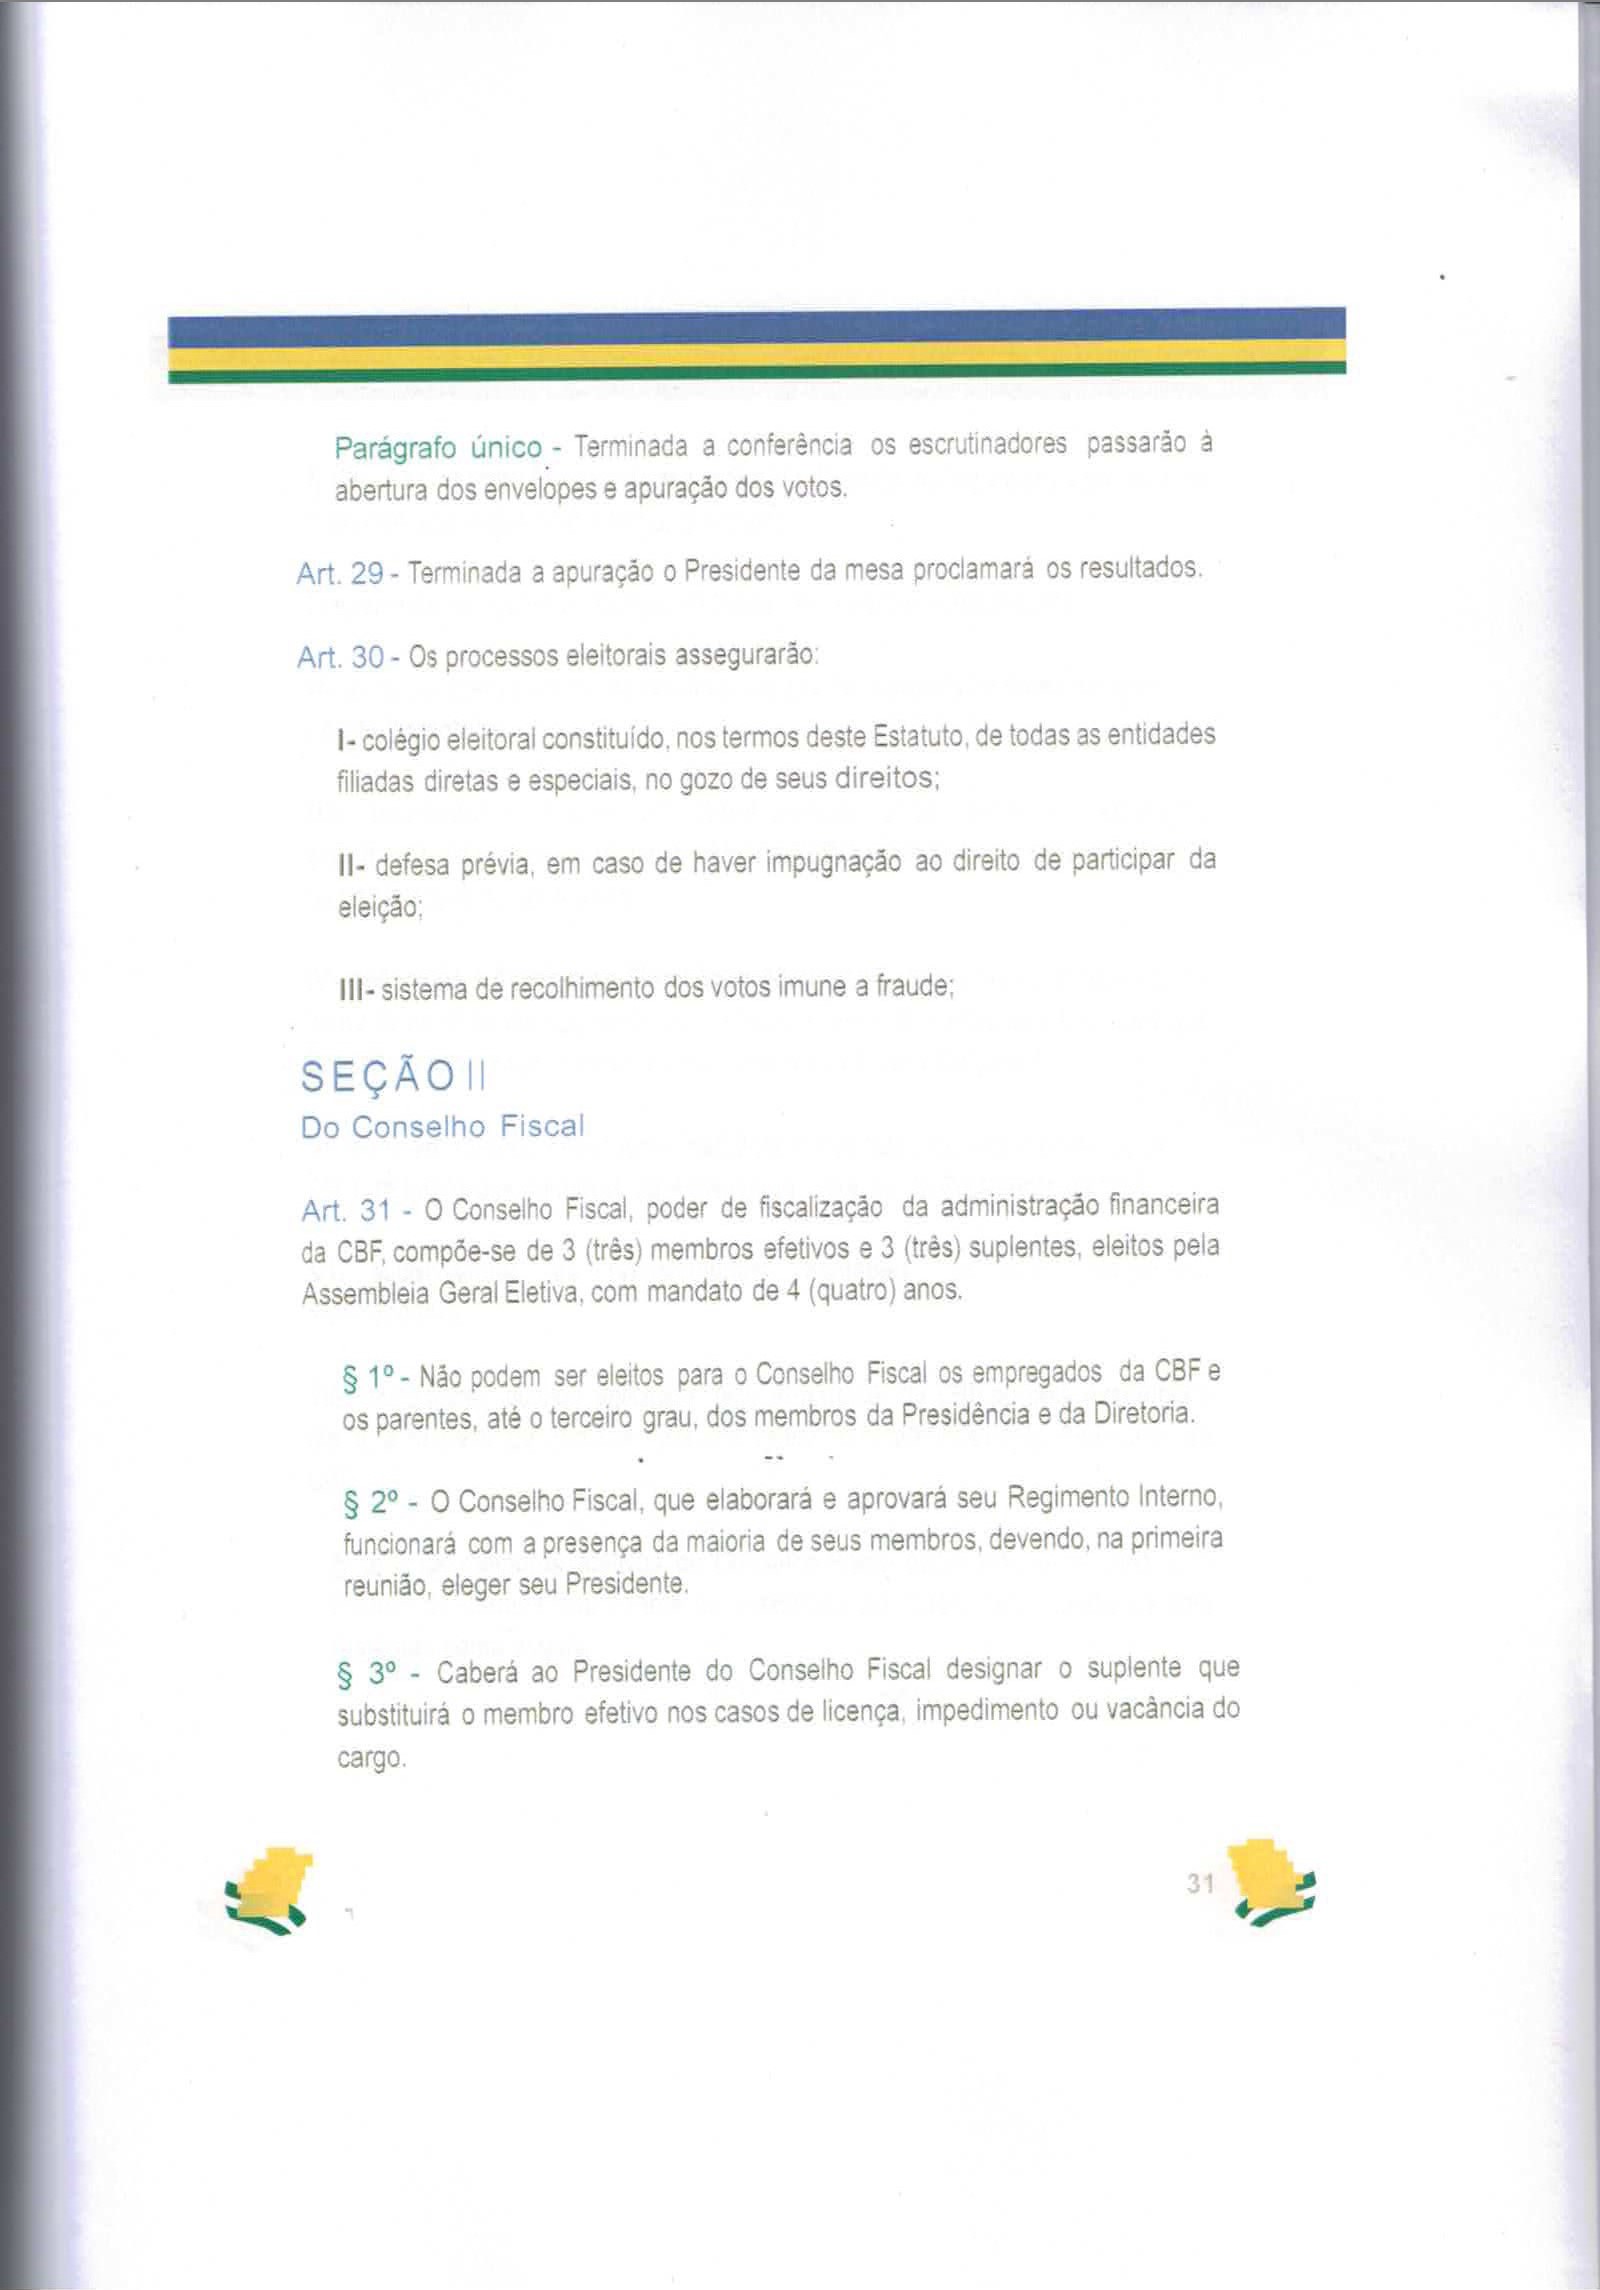 Parágrafo único - Terminada a conferência os escrutinadores passarão à
abertura dos envelopes e apuração dos votos.
Art. 29 - Terminada a apuração o Presidente da mesa proclamará os resultados.
Art. 30 - Os processos eleitorais assegurarão:
I- colégio eleitoral constituído, nos termos deste Estatuto, de todas as entidades
filiadas diretas e especiais, no gozo de seus direitos;
II- defesa prévia, em caso de haver impugnação ao direito de participar da
eleição;
III- sistema de recolhimento dos votos imune a fraude;
SEÇÃO II
Do Conselho Fiscal
Art. 31 - O Conselho Fiscal, poder de fiscalização da administração financeira
da CBF, compõe-se de 3 (três) membros efetivos e 3 (três) suplentes, eleitos pela
Assembleia Geral Eletiva, com mandato de 4 (quatro) anos.
§ 1º - Não podem ser eleitos para o Conselho Fiscal os empregados da CBF e
os parentes, até o terceiro grau, dos membros da Presidência e da Diretoria.
§ 2º - O Conselho Fiscal, que elaborará e aprovará seu Regimento Interno,
funcionará com a presença da maioria de seus membros, devendo, na primeira
reunião, eleger seu Presidente.
§ 3º - Caberá ao Presidente do Conselho Fiscal designar o suplente que
substituirá o membro efetivo nos casos de licença, impedimento ou vacância do
cargo.
31